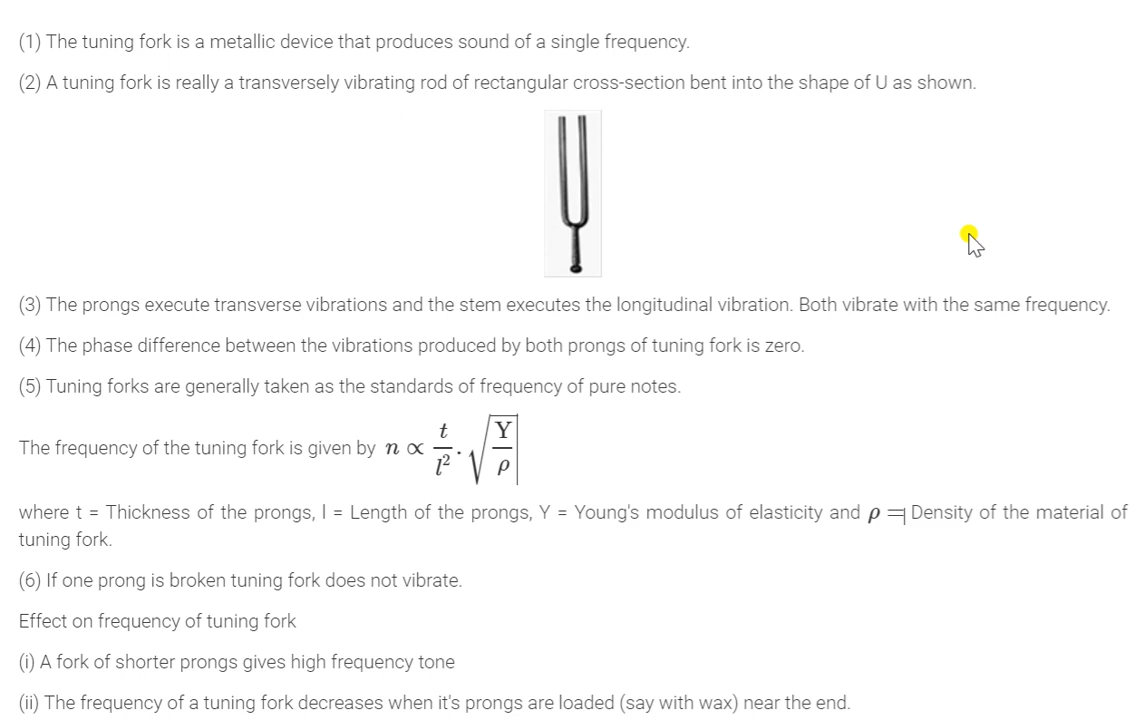 (1) The tuning fork is a metallic device that produces sound of a single frequency.
(2) A tuning fork is really a transversely vibrating rod of rectangular cross-section bent into the shape of U as shown.
(3) The prongs execute transverse vibrations and the stem executes the longitudinal vibration. Both vibrate with the same frequency.
(4) The phase difference between the vibrations produced by both prongs of tuning fork is zero.
(5) Tuning forks are generally taken as the standards of frequency of pure notes.
The frequency of the tuning fork is given by n ∝ t/l² · √(Y/ρ)
where t = Thickness of the prongs, l = Length of the prongs, Y = Young's modulus of elasticity and ρ = Density of the material of
tuning fork.
(6) If one prong is broken tuning fork does not vibrate.
Effect on frequency of tuning fork
(i) A fork of shorter prongs gives high frequency tone
(ii) The frequency of a tuning fork decreases when it's prongs are loaded (say with wax) near the end.